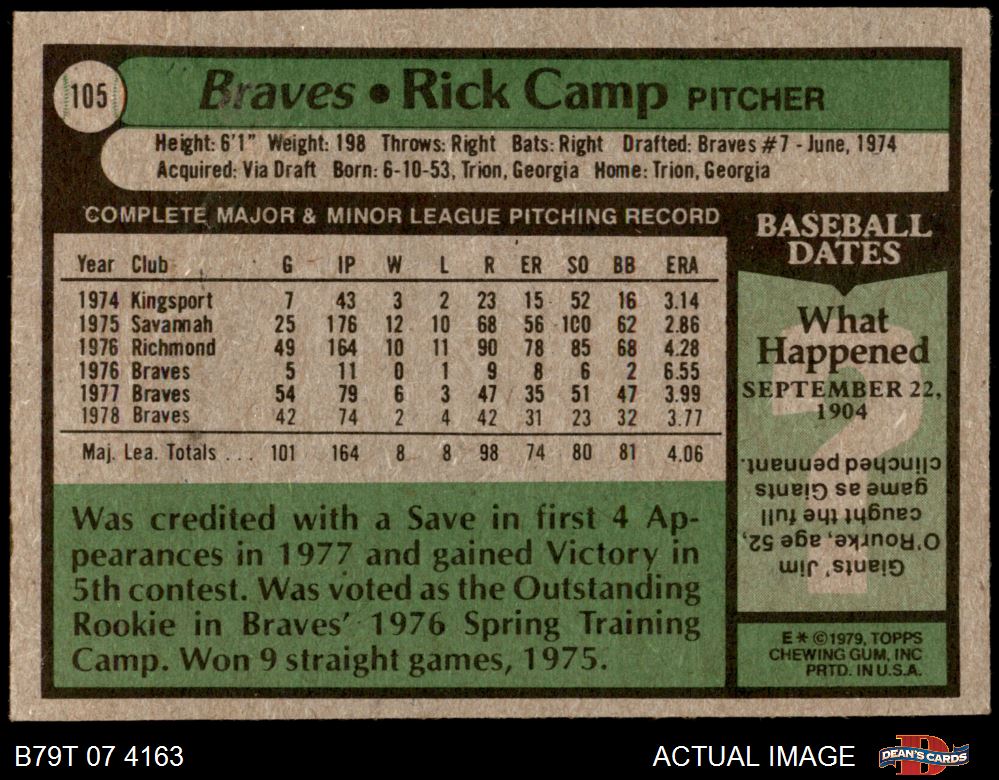 105
Braves • Rick Camp PITCHER
Height: 6'1" Weight: 198 Throws: Right Bats: Right Drafted: Braves #7 - June, 1974
Acquired: Via Draft Born: 6-10-53, Trion, Georgia Home: Trion, Georgia
COMPLETE MAJOR & MINOR LEAGUE PITCHING RECORD
Year Club G IP W L R ER SO BB ERA
1974 Kingsport 7 43 3 2 23 15 52 16 3.14
1975 Savannah 25 176 12 10 68 56 100 62 2.86
1976 Richmond 49 164 10 11 90 78 85 68 4.28
1976 Braves 5 11 0 1 9 8 6 2 6.55
1977 Braves 54 79 6 3 47 35 51 47 3.99
1978 Braves 42 74 2 4 42 31 23 32 3.77
Maj. Lea. Totals ... 101 164 8 8 98 74 80 81 4.06
Was credited with a Save in first 4 Ap-
pearances in 1977 and gained Victory in
5th contest. Was voted as the Outstanding
Rookie in Braves' 1976 Spring Training
Camp. Won 9 straight games, 1975.
BASEBALL
DATES
What
Happened
SEPTEMBER 22,
1904
?
Giants' Jim
O'Rourke, age 52,
caught the full
game as Giants
clinched pennant.
E * © 1979, TOPPS
CHEWING GUM, INC
PRTD. IN U.S.A.
B79T 07 4163
ACTUAL IMAGE
D
DEAN'S CARDS